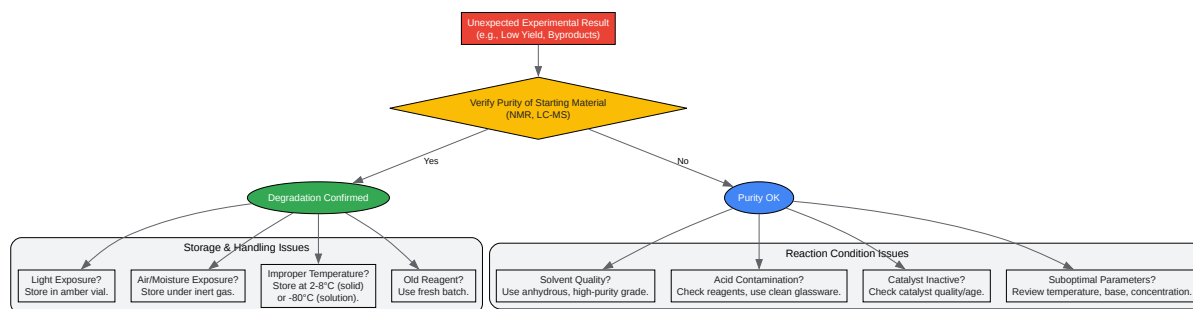 Unexpected Experimental Result
(e.g., Low Yield, Byproducts)
Verify Purity of Starting Material
(NMR, LC-MS)
Yes
No
Degradation Confirmed
Purity OK
Storage & Handling Issues
Light Exposure?
Store in amber vial.
Air/Moisture Exposure?
Store under inert gas.
Improper Temperature?
Store at 2-8°C (solid)
or -80°C (solution).
Old Reagent?
Use fresh batch.
Reaction Condition Issues
Solvent Quality?
Use anhydrous, high-purity grade.
Acid Contamination?
Check reagents, use clean glassware.
Catalyst Inactive?
Check catalyst quality/age.
Suboptimal Parameters?
Review temperature, base, concentration.